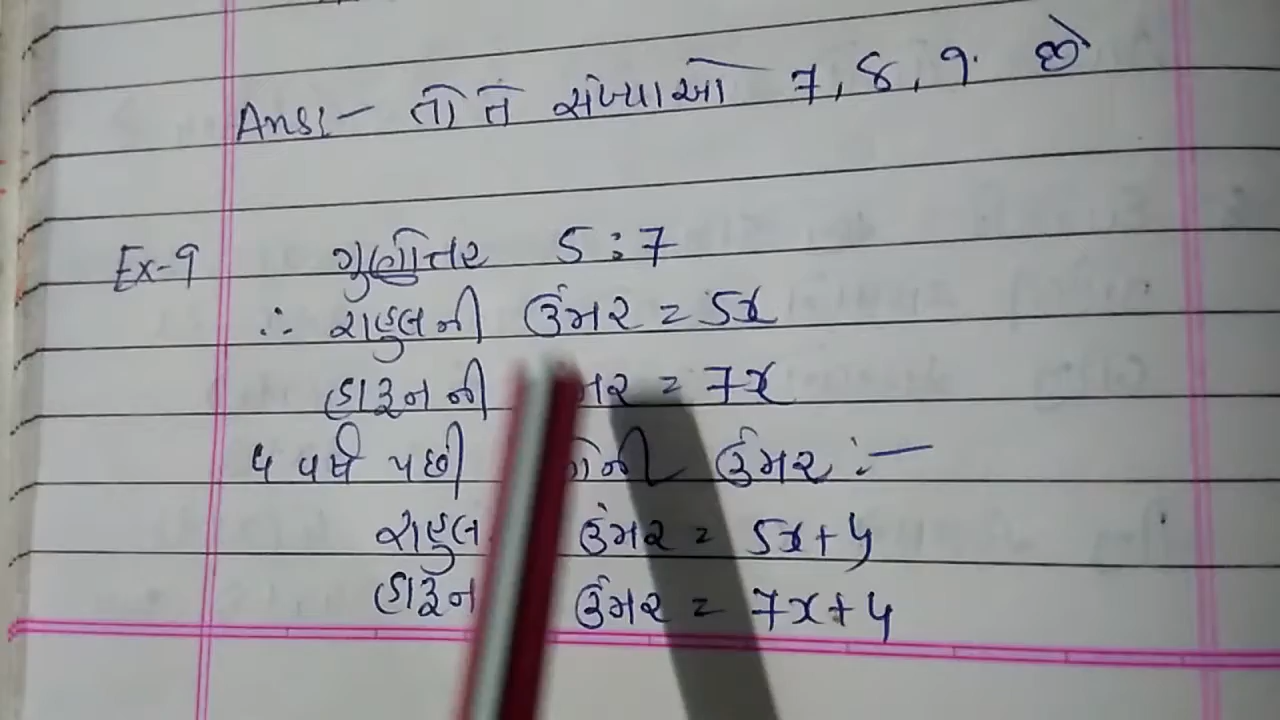 Ans:- તો તે સંખ્યાઓ 7, 8, 9. છે
Ex-9 ગુણોત્તર 5:7
∴ રાહુલની ઉંમર = 5x
હારૂનની = 7x
4 વર્ષ પછી ઉંમર :-
રાહુલ ઉંમર = 5x+4
હારૂન ઉંમર = 7x+4